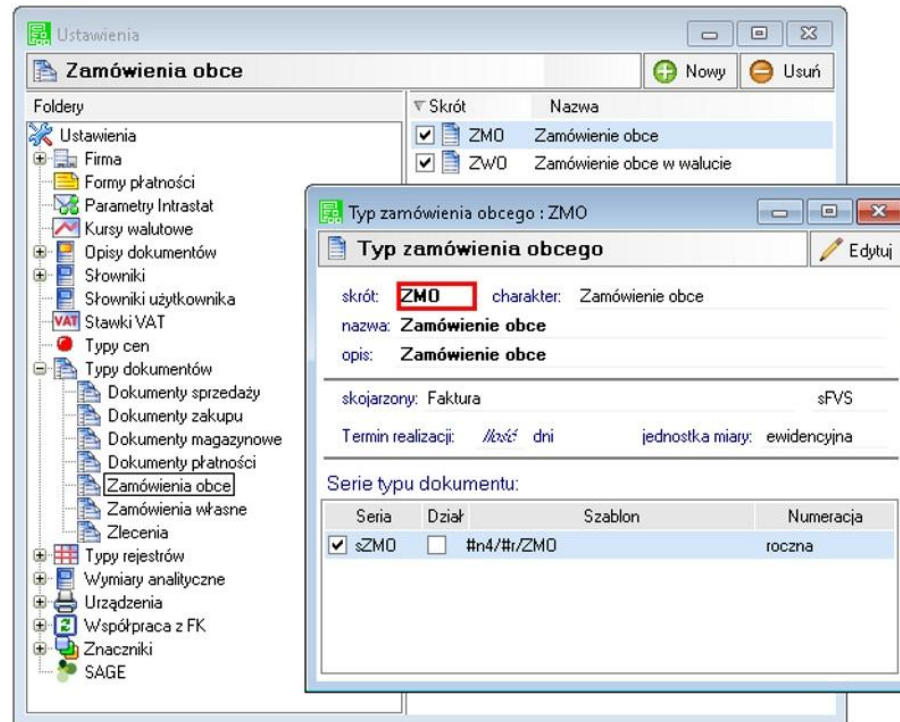 Ustawienia
Zamówienia obce
Nowy
Usuń
Foldery
Skrót Nazwa
Ustawienia
Firma
Formy płatności
Parametry Intrastat
Kursy walutowe
Opisy dokumentów
Słowniki
Słowniki użytkownika
VAT Stawki VAT
Typy cen
Typy dokumentów
Dokumenty sprzedaży
Dokumenty zakupu
Dokumenty magazynowe
Dokumenty płatności
Zamówienia obce
Zamówienia własne
Zlecenia
Typy rejestrów
Wymiary analityczne
Urządzenia
Współpraca z FK
Znaczniki
SAGE
ZMO Zamówienie obce
ZWO Zamówienie obce w walucie
Typ zamówienia obcego : ZMO
Typ zamówienia obcego
Edytuj
skrót: ZMO charakter: Zamówienie obce
nazwa: Zamówienie obce
opis: Zamówienie obce
skojarzony: Faktura sFVS
Termin realizacji: Ilość dni jednostka miary: ewidencyjna
Serie typu dokumentu:
Seria Dział Szablon Numeracja
sZMO #n4/#r/ZMO roczna